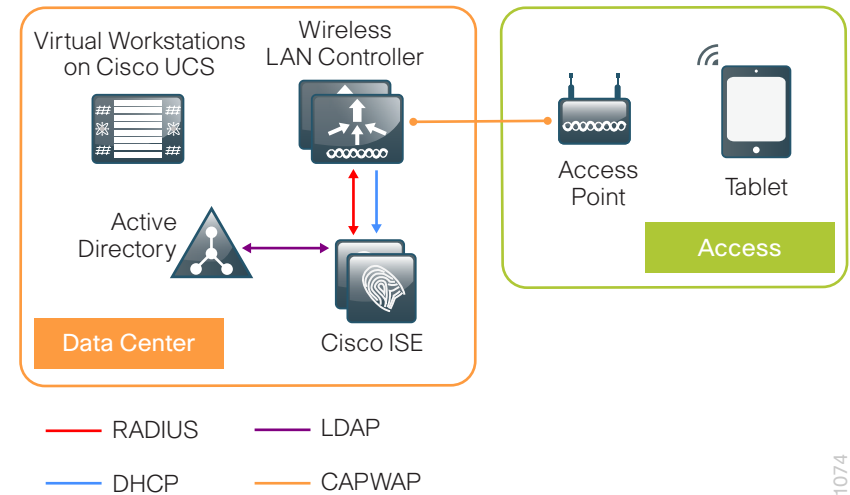 Virtual Workstations
on Cisco UCS
Wireless
LAN Controller
Access
Point
Tablet
Active
Directory
Access
Data Center
Cisco ISE
RADIUS
LDAP
DHCP
CAPWAP
1074